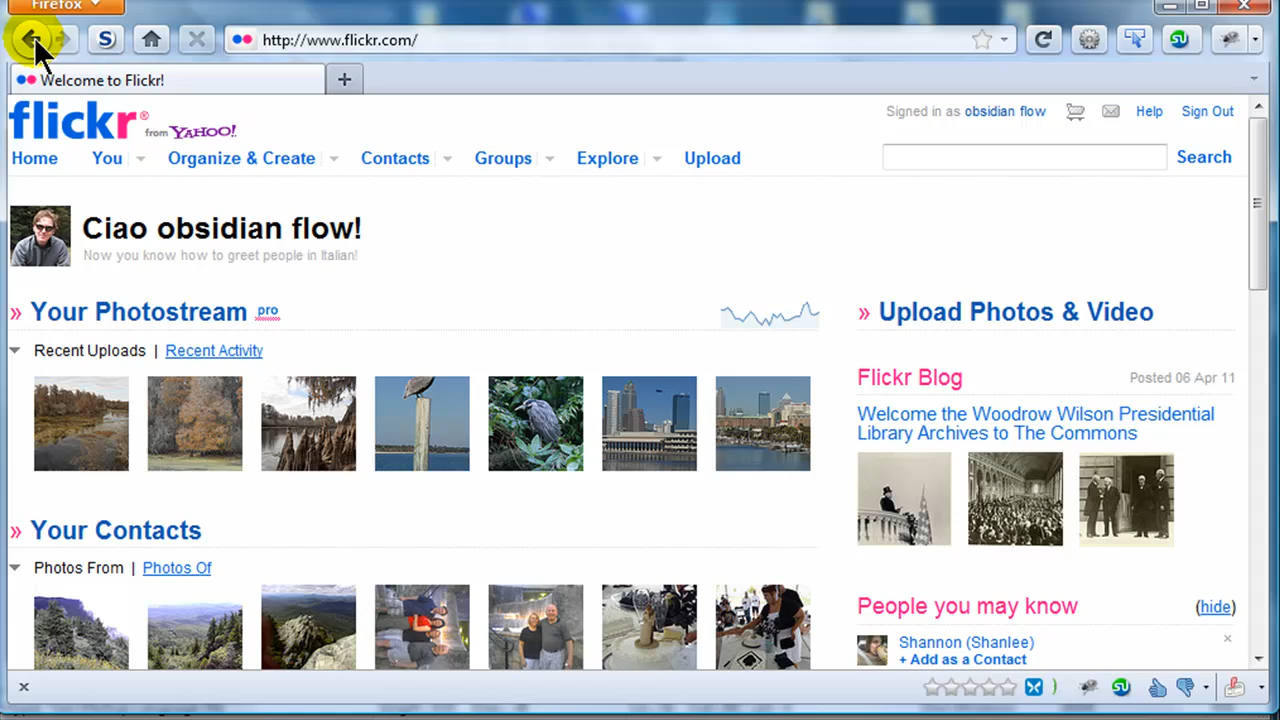 Firefox
http://www.flickr.com/
Welcome to Flickr!
flickr® from YAHOO!
Signed in as obsidian flow Help Sign Out
Home You Organize & Create Contacts Groups Explore Upload Search
Ciao obsidian flow!
Now you know how to greet people in Italian!
» Your Photostream pro
Recent Uploads | Recent Activity
» Upload Photos & Video
Flickr Blog Posted 06 Apr 11
Welcome the Woodrow Wilson Presidential
Library Archives to The Commons
» Your Contacts
Photos From | Photos Of
People you may know (hide)
Shannon (Shanlee)
+ Add as a Contact